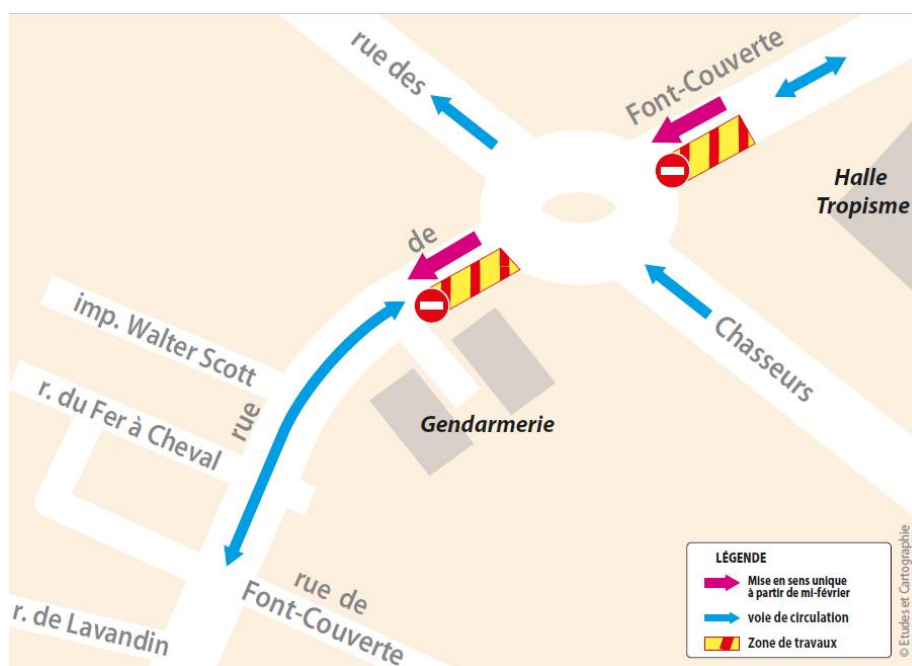 rue des
Font-Couverte
Halle
Tropisme
de
imp. Walter Scott
Chasseurs
r. du Fer à Cheval
rue
Gendarmerie
rue de
Font-Couverte
r. de Lavandin
LÉGENDE
Mise en sens unique
à partir de mi-février
voie de circulation
Zone de travaux
© Etudes et Cartographie